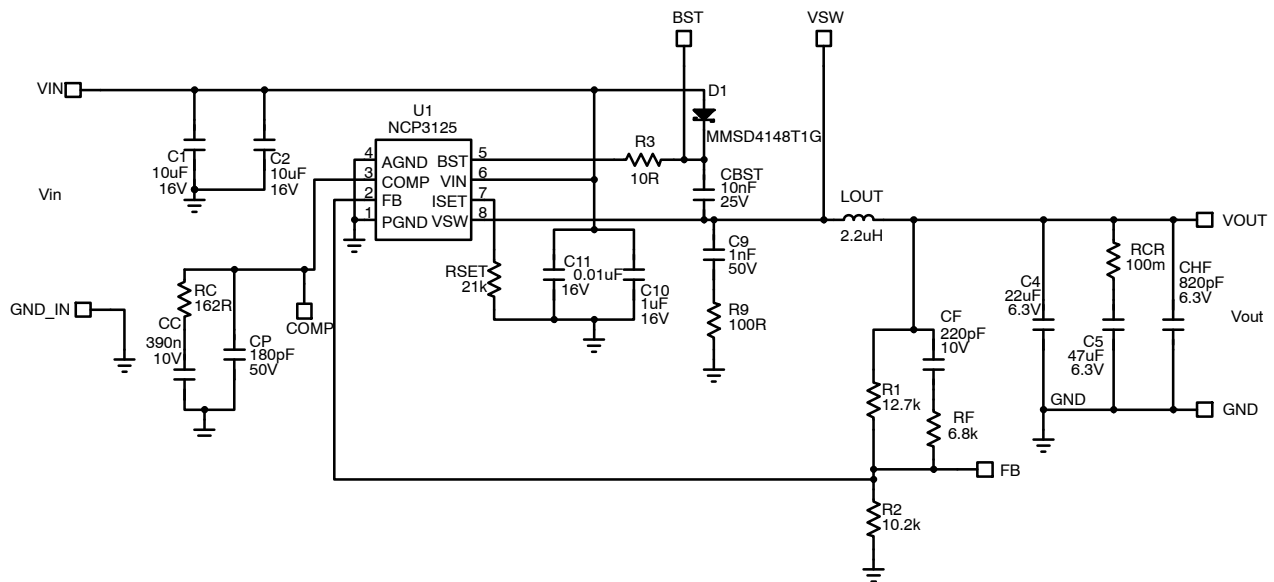 BST
VSW
VIN
D1
MMSD4148T1G
U1
NCP3125
C1
10uF
16V
C2
10uF
16V
Vin
4
3
2
1
AGND
COMP
FB
PGND
BST
VIN
ISET
VSW
5
6
7
8
R3
10R
CBST
10nF
25V
LOUT
2.2uH
VOUT
RSET
21k
C11
0.01uF
16V
C10
1uF
16V
C9
1nF
50V
R9
100R
C4
22uF
6.3V
RCR
100m
C5
47uF
6.3V
CHF
820pF
6.3V
Vout
GND_IN
RC
162R
CC
390n
10V
CP
180pF
50V
COMP
CF
220pF
10V
R1
12.7k
RF
6.8k
GND
GND
FB
R2
10.2k